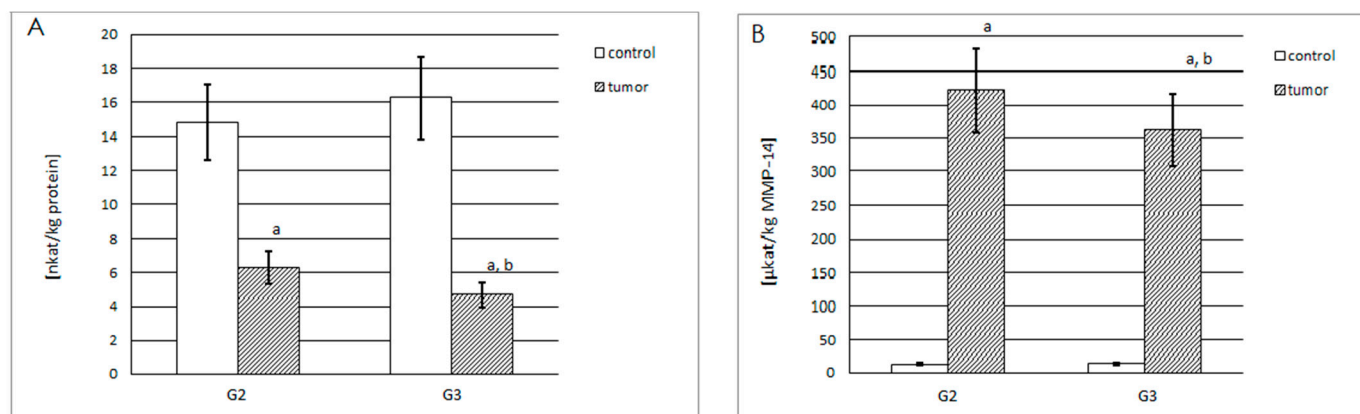 A
[nkat/kg protein]
20
18
16
14
12
10
8
6
4
2
0
a
a, b
G2
G3
control
tumor
B
[µkat/kg MMP-14]
500
...
450
400
350
300
250
200
150
100
50
0
a
a, b
G2
G3
control
tumor